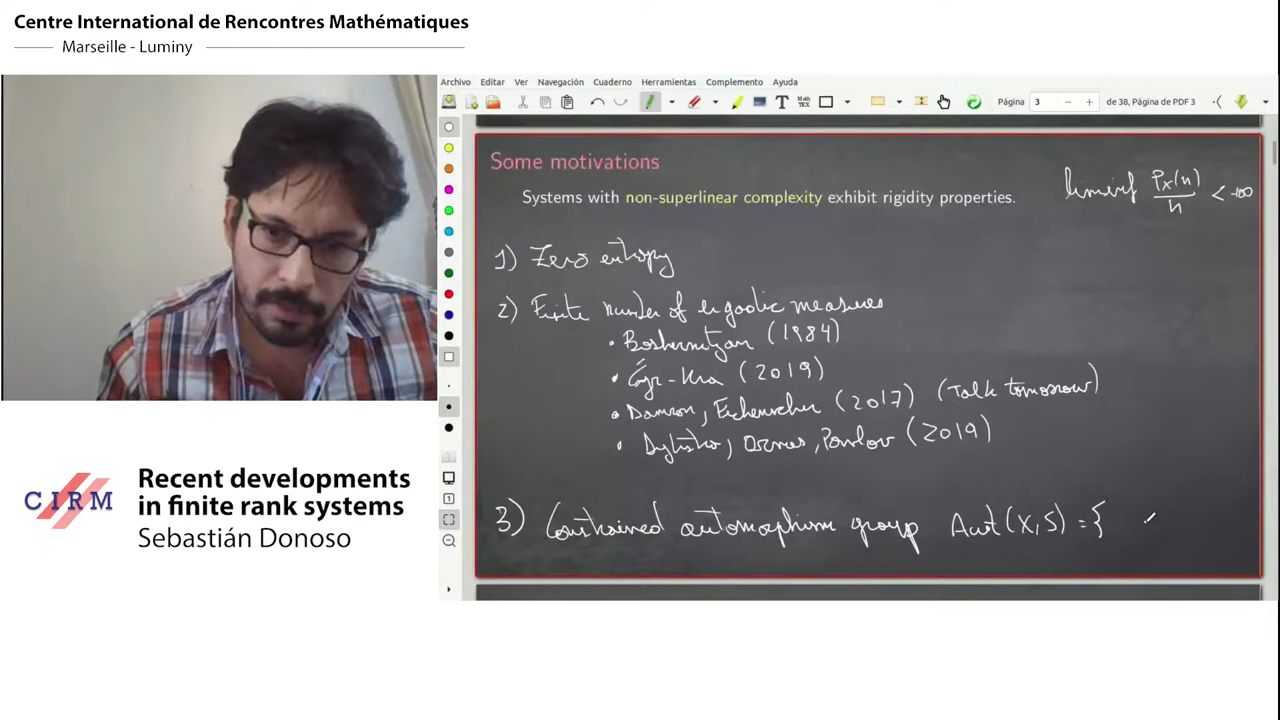 Centre International de Rencontres Mathématiques
Marseille - Luminy
Archivo Editar Ver Navegación Cuaderno Herramientas Complemento Ayuda
Página 3 de 38, Página de PDF 3
Some motivations
Systems with non-superlinear complexity exhibit rigidity properties.
liminf Px(n)/n < +∞
1) Zero entropy
2) Finite number of ergodic measures
• Boshernitzan (1984)
• Cyr-Kra (2019)
• Damron, Fickenscher (2017) (Talk tomorrow)
• Dykstra, Ormes, Pavlov (2019)
3) Constrained automorphism group Aut(X,S) = {
CIRM
Recent developments
in finite rank systems
Sebastián Donoso